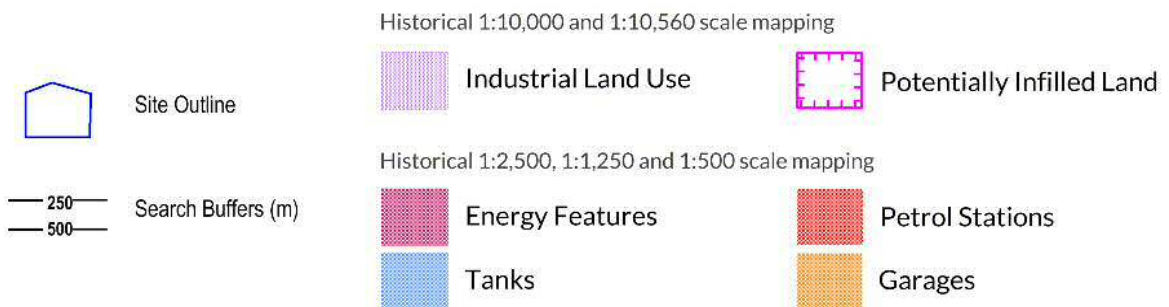 Historical 1:10,000 and 1:10,560 scale mapping
Industrial Land Use
Potentially Infilled Land
Site Outline
Historical 1:2,500, 1:1,250 and 1:500 scale mapping
250
500
Search Buffers (m)
Energy Features
Petrol Stations
Tanks
Garages